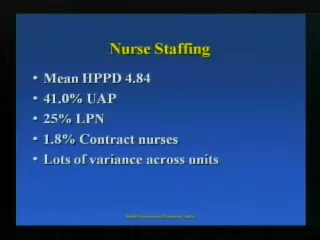 Nurse Staffing
• Mean HPPD 4.84
• 41.0% UAP
• 25% LPN
• 1.8% Contract nurses
• Lots of variance across units